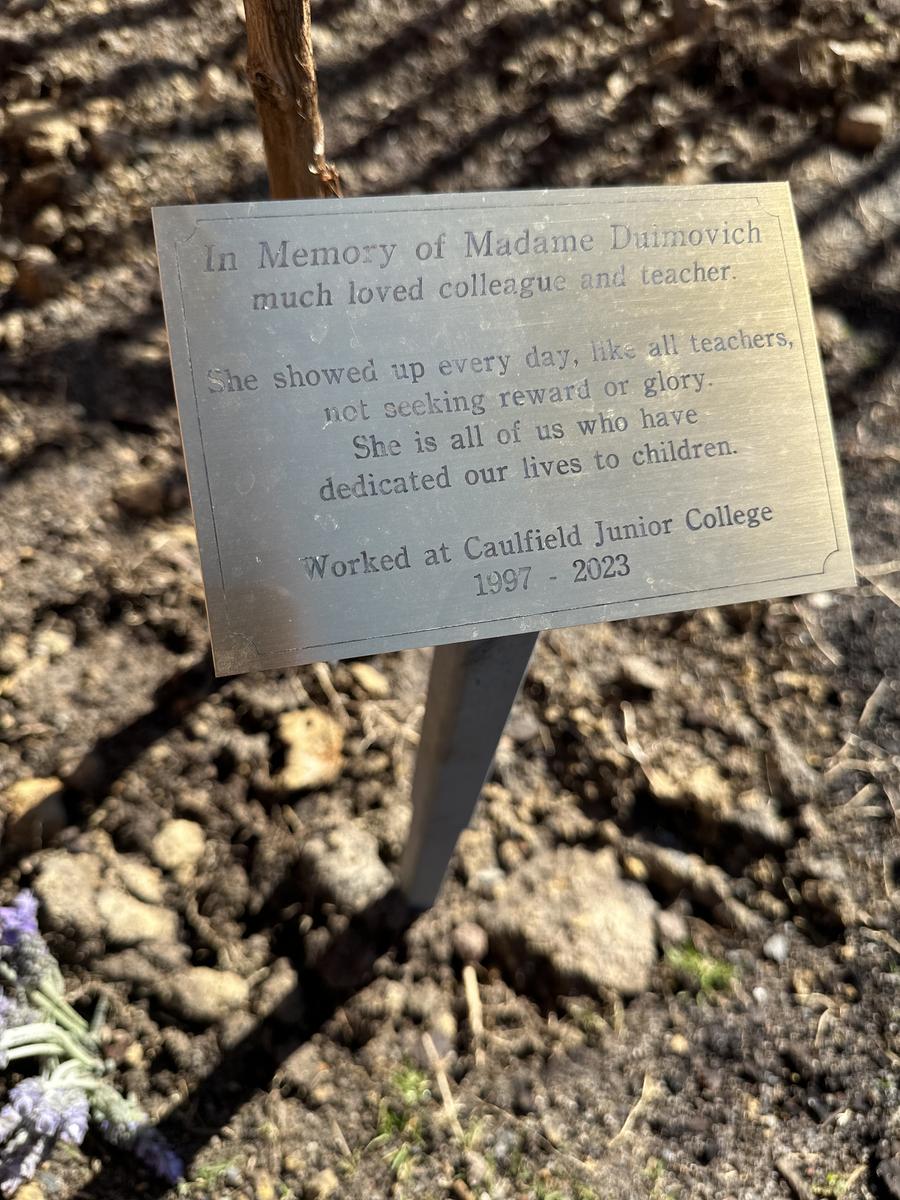 In Memory of Madame Duimovich
much loved colleague and teacher.
She showed up every day, like all teachers,
not seeking reward or glory.
She is all of us who have
dedicated our lives to children.
Worked at Caulfield Junior College
1997 - 2023